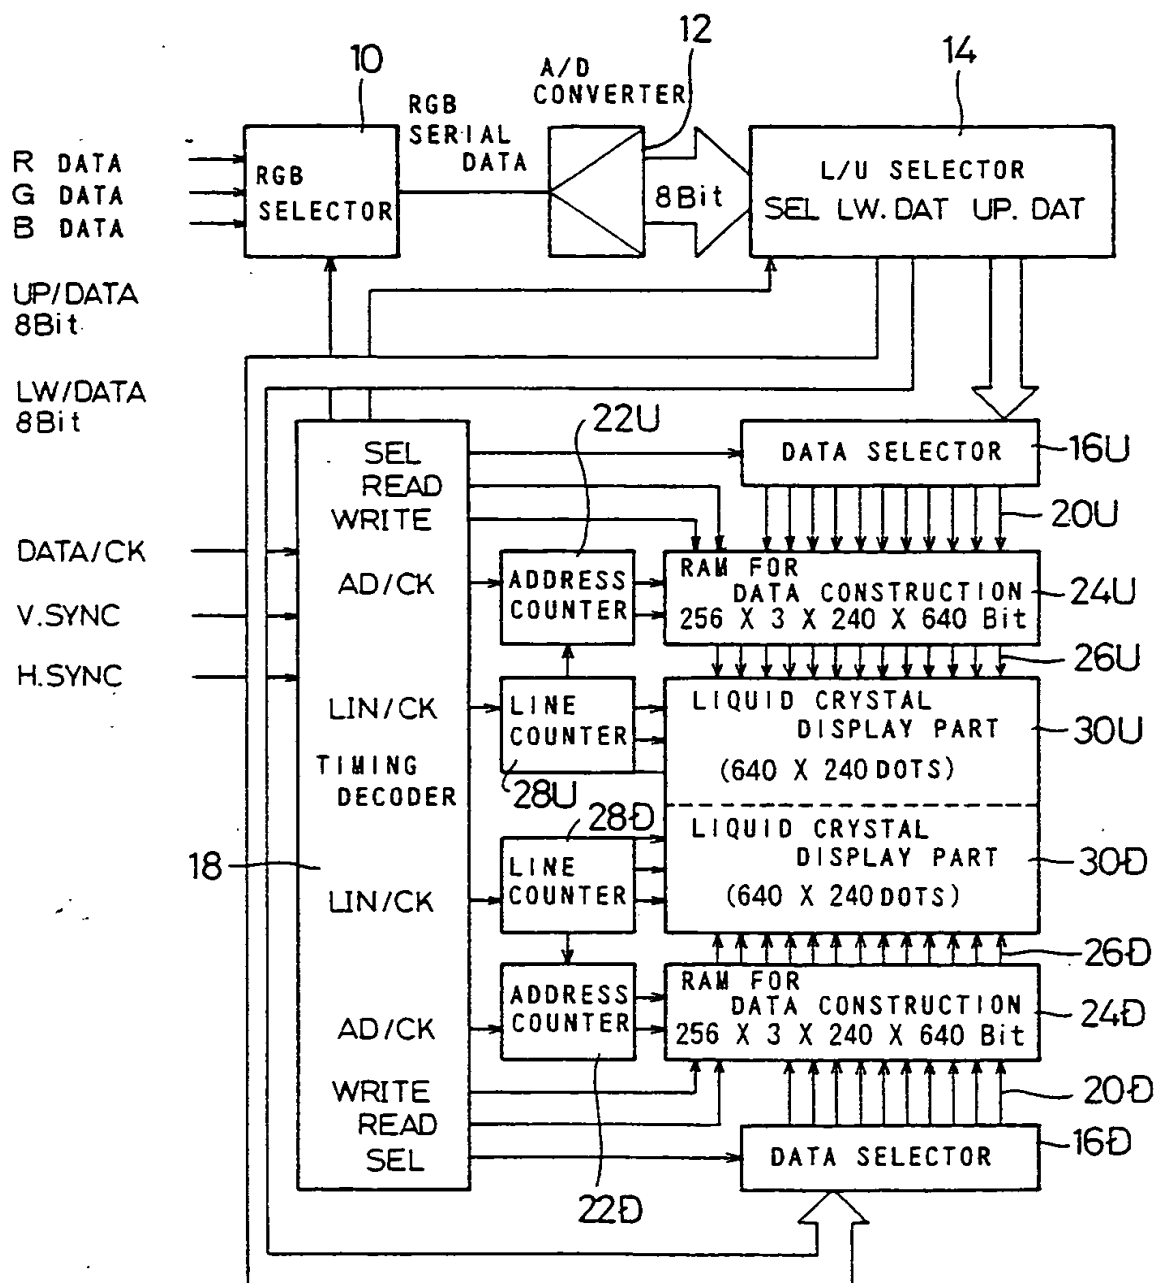 10
12
14
A/D
CONVERTER
RGB
SERIAL
DATA
R DATA
G DATA
B DATA
RGB
SELECTOR
8Bit
L/U SELECTOR
SEL LW.DAT UP.DAT
UP/DATA
8Bit
LW/DATA
8Bit
22U
SEL
READ
WRITE
DATA SELECTOR
16U
20U
DATA/CK
V.SYNC
H.SYNC
AD/CK
ADDRESS
COUNTER
RAM FOR
DATA CONSTRUCTION
256 X 3 X 240 X 640 Bit
24U
26U
LIN/CK
LINE
COUNTER
28U
LIQUID CRYSTAL
DISPLAY PART
(640 X 240 DOTS)
30U
TIMING
DECODER
18
28D
LIN/CK
LINE
COUNTER
LIQUID CRYSTAL
DISPLAY PART
(640 X 240 DOTS)
30D
26D
AD/CK
ADDRESS
COUNTER
RAM FOR
DATA CONSTRUCTION
256 X 3 X 240 X 640 Bit
24D
WRITE
READ
SEL
20D
22D
DATA SELECTOR
16D